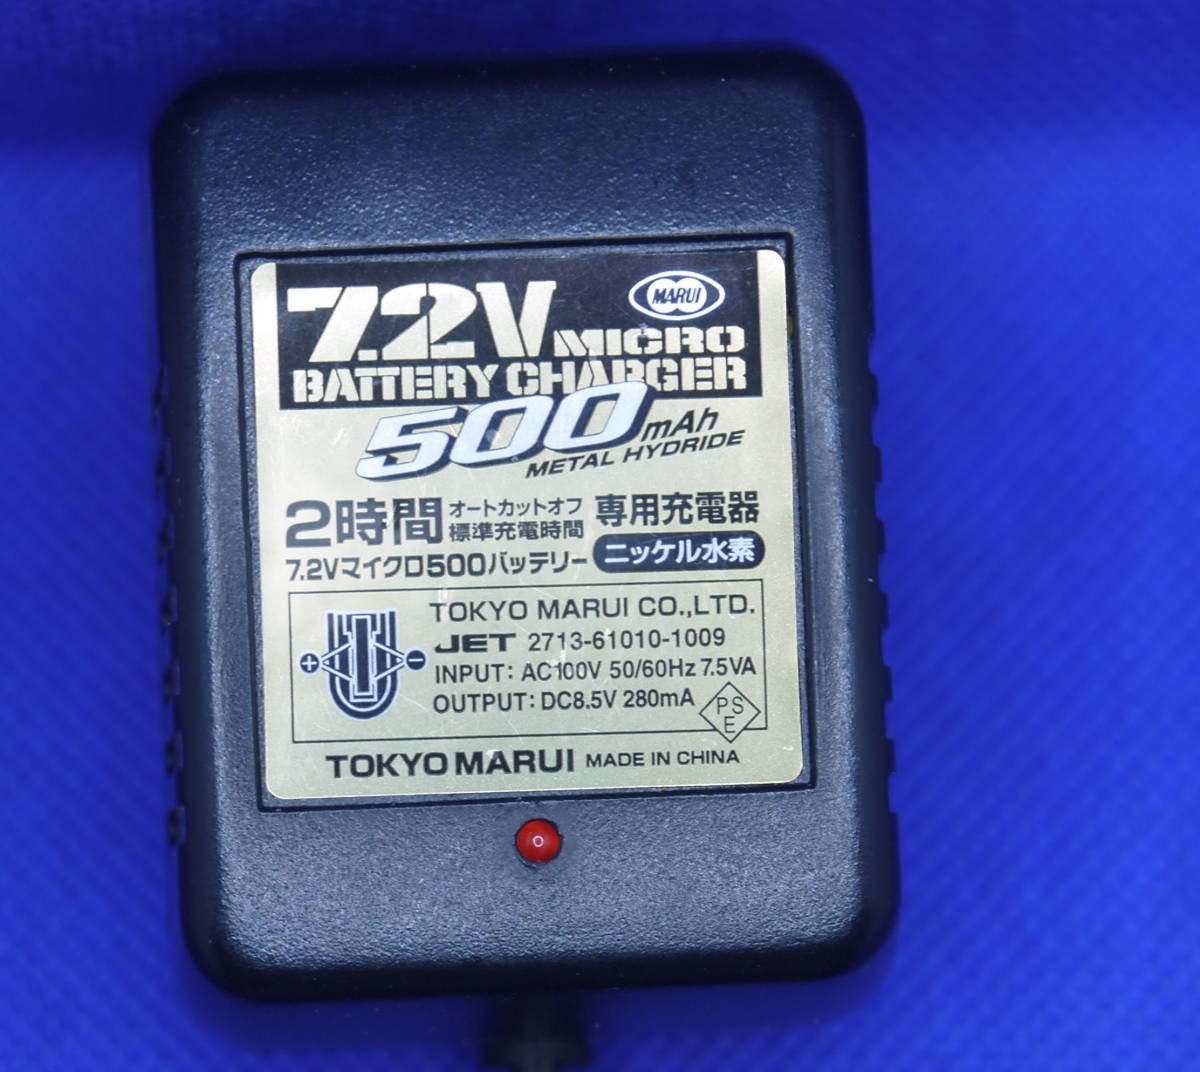 7.2V MICRO
MARUI
BATTERY CHARGER
500mAh
METAL HYDRIDE
2時間 オートカットオフ 標準充電時間 専用充電器
7.2Vマイクロ500バッテリー ニッケル水素
TOKYO MARUI CO.,LTD.
JET 2713-61010-1009
+ −
INPUT: AC100V 50/60Hz 7.5VA
OUTPUT: DC8.5V 280mA
PS
E
TOKYO MARUI MADE IN CHINA